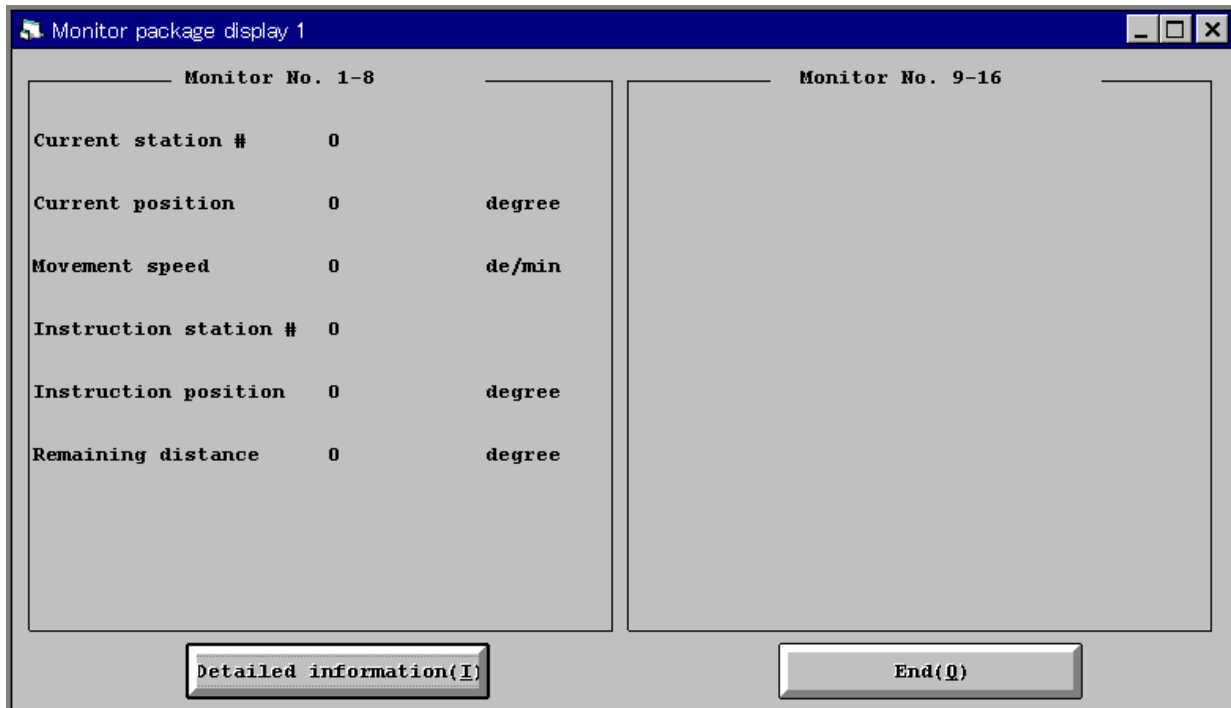 Monitor package display 1
Monitor No. 1-8
Current station # 0
Current position 0 degree
Movement speed 0 de/min
Instruction station # 0
Instruction position 0 degree
Remaining distance 0 degree
Monitor No. 9-16
Detailed information(I)
End(Q)